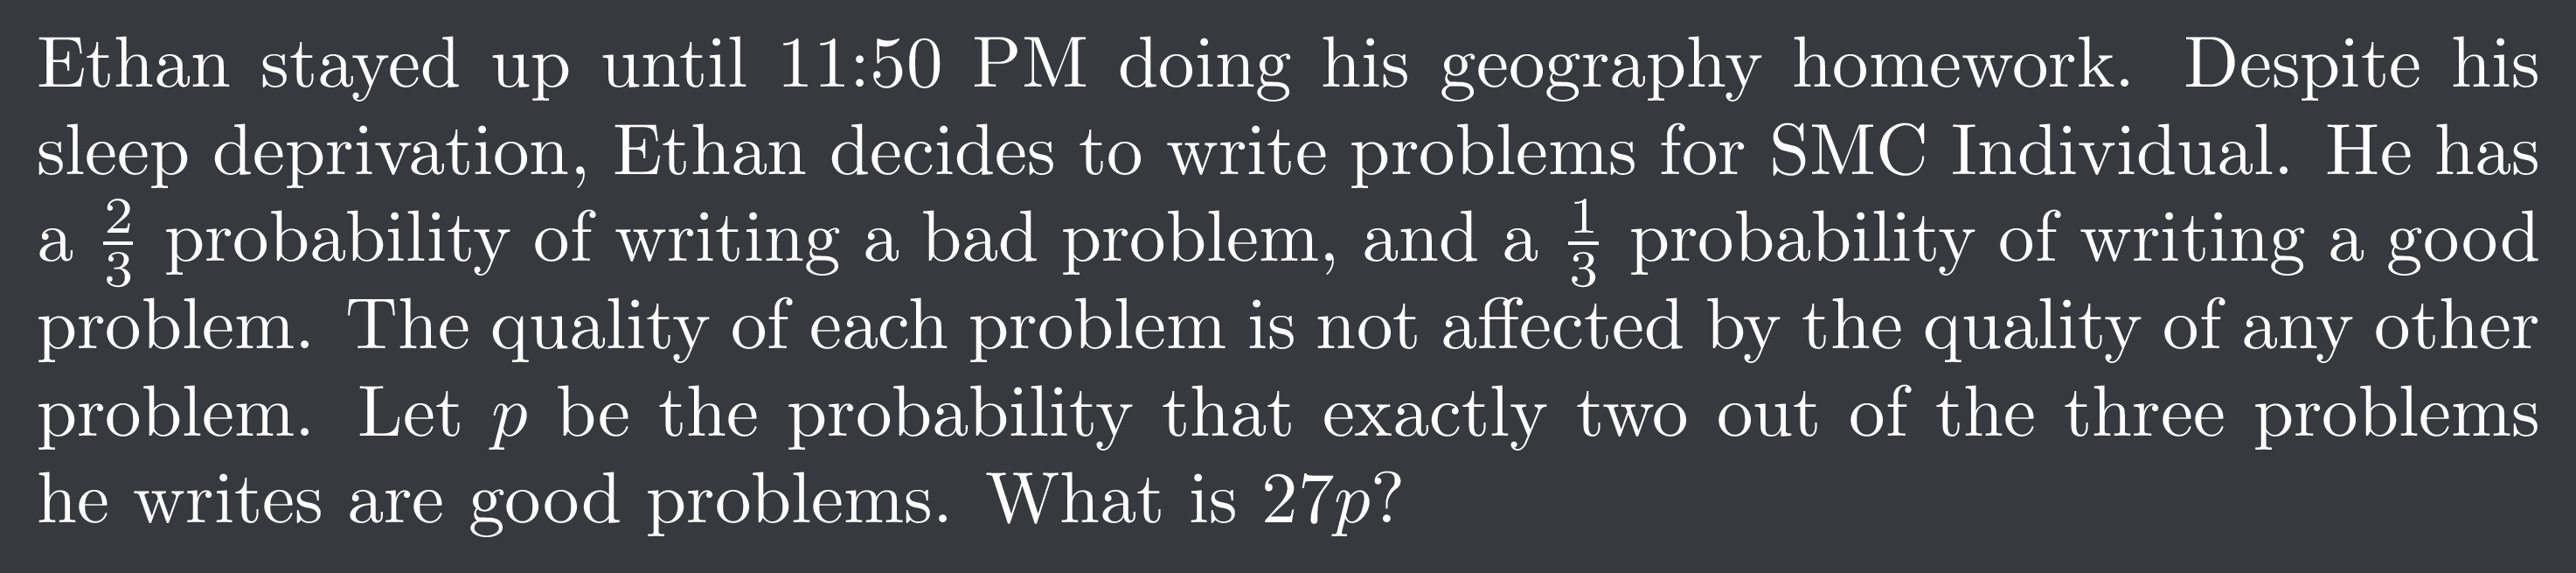 Ethan stayed up until 11:50 PM doing his geography homework. Despite his
sleep deprivation, Ethan decides to write problems for SMC Individual. He has
a $\frac{2}{3}$ probability of writing a bad problem, and a $\frac{1}{3}$ probability of writing a good
problem. The quality of each problem is not affected by the quality of any other
problem. Let $p$ be the probability that exactly two out of the three problems
he writes are good problems. What is $27p$?